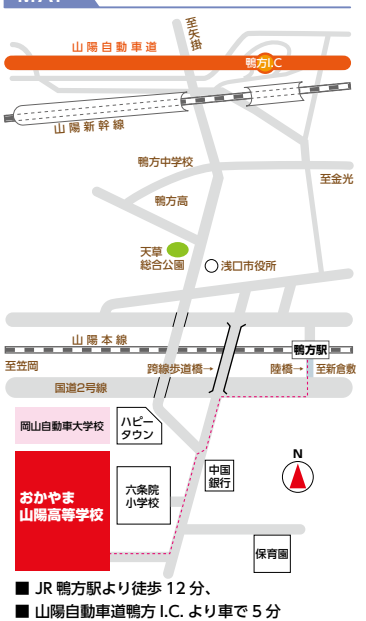 MAP
至矢掛
山陽自動車道
鴨方I.C
山陽新幹線
鴨方中学校
至金光
鴨方高
天草
総合公園
浅口市役所
山陽本線
鴨方駅
至笠岡
跨線歩道橋→
陸橋→
至新倉敷
国道2号線
岡山自動車大学校
ハピー
タウン
おかやま
山陽高等学校
六条院
小学校
中国
銀行
N
保育園
■ JR 鴨方駅より徒歩 12 分、
■ 山陽自動車道鴨方 I.C. より車で 5 分